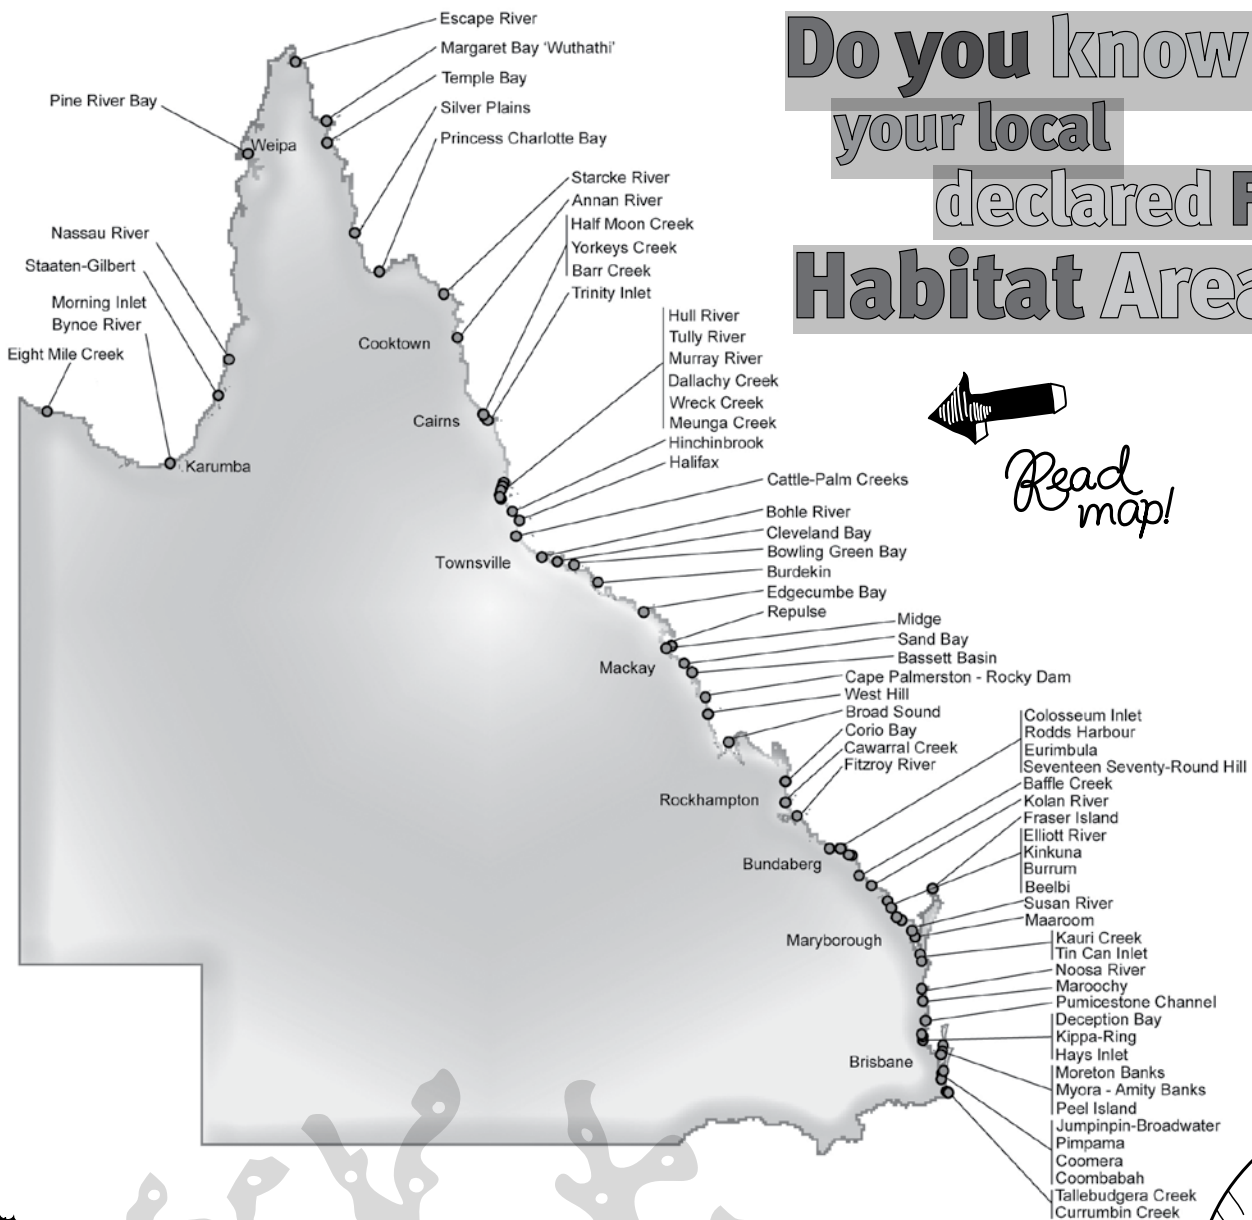 Do you know
your local
declared F
Habitat Area
Read
map!
Escape River
Margaret Bay ‘Wuthathi’
Temple Bay
Silver Plains
Princess Charlotte Bay
Pine River Bay
Weipa
Starcke River
Annan River
Half Moon Creek
Yorkeys Creek
Barr Creek
Trinity Inlet
Nassau River
Staaten-Gilbert
Morning Inlet
Bynoe River
Eight Mile Creek
Karumba
Cooktown
Cairns
Hull River
Tully River
Murray River
Dallachy Creek
Wreck Creek
Meunga Creek
Hinchinbrook
Halifax
Cattle-Palm Creeks
Townsville
Bohle River
Cleveland Bay
Bowling Green Bay
Burdekin
Edgecumbe Bay
Repulse
Midge
Sand Bay
Bassett Basin
Mackay
Cape Palmerston - Rocky Dam
West Hill
Broad Sound
Corio Bay
Cawarral Creek
Fitzroy River
Rockhampton
Colosseum Inlet
Rodds Harbour
Eurimbula
Seventeen Seventy-Round Hill
Baffle Creek
Kolan River
Fraser Island
Elliott River
Kinkuna
Burrum
Beelbi
Susan River
Maaroom
Bundaberg
Maryborough
Kauri Creek
Tin Can Inlet
Noosa River
Maroochy
Pumicestone Channel
Deception Bay
Kippa-Ring
Hays Inlet
Brisbane
Moreton Banks
Myora - Amity Banks
Peel Island
Jumpinpin-Broadwater
Pimpama
Coomera
Coombabah
Tallebudgera Creek
Currumbin Creek